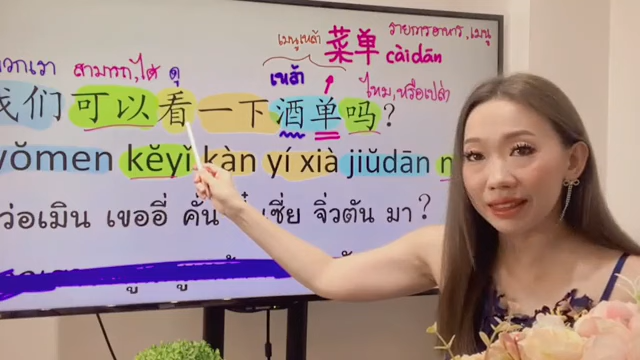 เมนูเหล้า 菜单 รายการอาหาร,เมนู
càidān
วกเรา สามารถ,ได้ ดู เหล้า ไหม,หรือเปล่า
我们可以看一下酒单吗?
wǒmen kěyǐ kàn yí xià jiǔdān
ว่อเมิน เขออี่ คั่น เซี่ย จิ่วตัน มา?